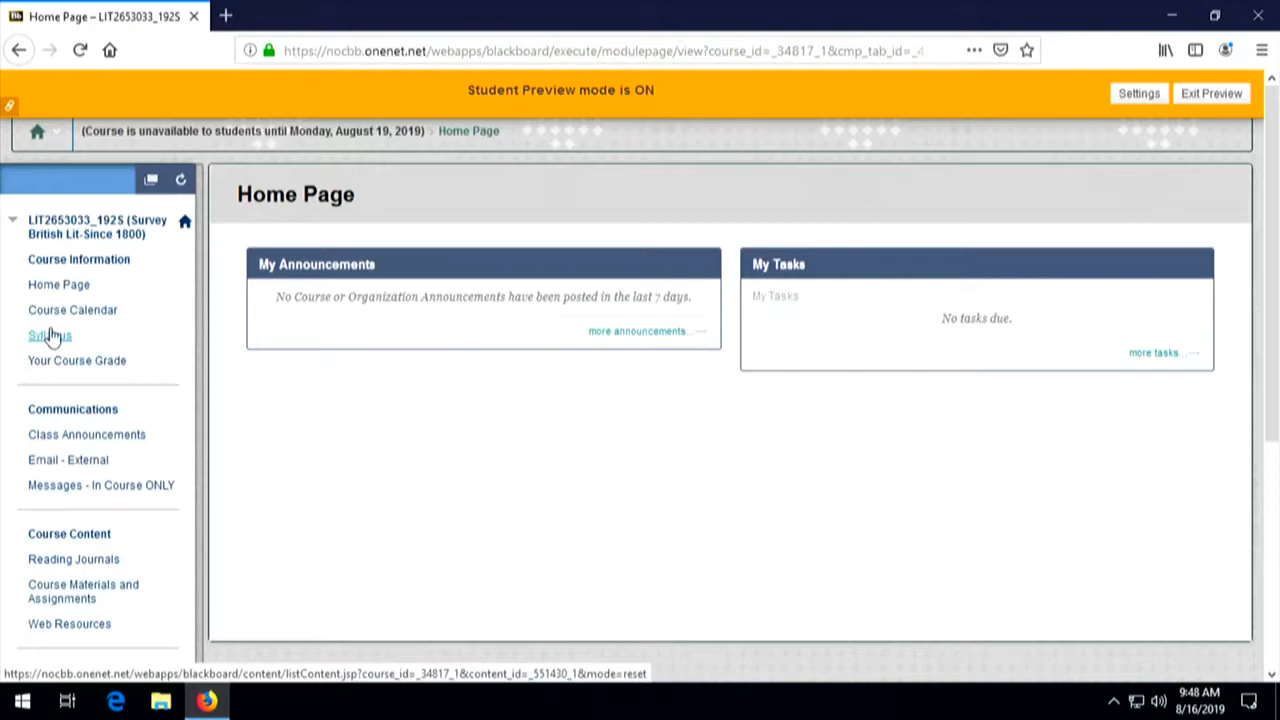 Home Page – LIT2653033_192S
https://nocbb.onenet.net/webapps/blackboard/execute/modulepage/view?course_id=_34817_1&cmp_tab_id=_
Student Preview mode is ON
Settings
Exit Preview
(Course is unavailable to students until Monday, August 19, 2019) › Home Page
LIT2653033_192S (Survey
British Lit-Since 1800)
Course Information
Home Page
Course Calendar
Syllabus
Your Course Grade
Communications
Class Announcements
Email - External
Messages - In Course ONLY
Course Content
Reading Journals
Course Materials and
Assignments
Web Resources
Home Page
My Announcements
No Course or Organization Announcements have been posted in the last 7 days.
more announcements...
My Tasks
My Tasks
No tasks due.
more tasks...
https://nocbb.onenet.net/webapps/blackboard/content/listContent.jsp?course_id=_34817_1&content_id=_551430_1&mode=reset
9:48 AM
8/16/2019